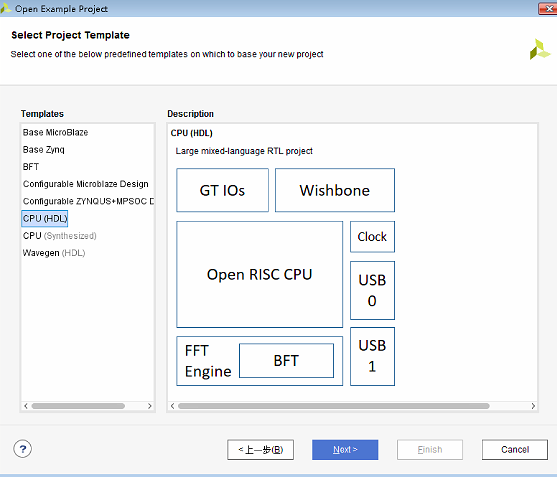 Open Example Project
Select Project Template
Select one of the below predefined templates on which to base your new project
Templates
Base MicroBlaze
Base Zynq
BFT
Configurable Microblaze Design
Configurable ZYNQUS+MPSOC D
CPU (HDL)
CPU (Synthesized)
Wavegen (HDL)
Description
CPU (HDL)
Large mixed-language RTL project
GT IOs
Wishbone
Open RISC CPU
Clock
USB
0
FFT
Engine
BFT
USB
1
?
< 上一步(B)
Next >
Finish
Cancel